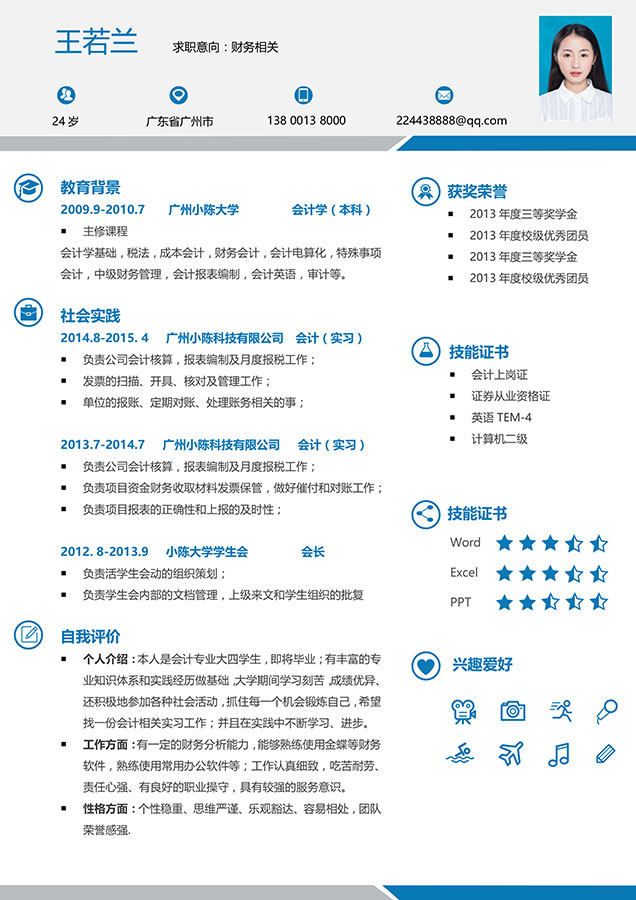 王若兰
求职意向：财务相关
24 岁
广东省广州市
138 0013 8000
224438888@qq.com
教育背景
2009.9-2010.7 广州小陈大学 会计学（本科）
主修课程
会计学基础，税法，成本会计，财务会计，会计电算化，特殊事项
会计，中级财务管理，会计报表编制，会计英语，审计等。
社会实践
2014.8-2015. 4 广州小陈科技有限公司 会计（实习）
负责公司会计核算，报表编制及月度报税工作；
发票的扫描、开具、核对及管理工作；
单位的报账、定期对账、处理账务相关的事；
2013.7-2014.7 广州小陈科技有限公司 会计（实习）
负责公司会计核算，报表编制及月度报税工作；
负责项目资金财务收取材料发票保管，做好催付和对账工作；
负责项目报表的正确性和上报的及时性；
2012. 8-2013.9 小陈大学学生会 会长
负责活学生会动的组织策划；
负责学生会内部的文档管理，上级来文和学生组织的批复
自我评价
个人介绍：本人是会计专业大四学生，即将毕业；有丰富的专
业知识体系和实践经历做基础，大学期间学习刻苦，成绩优异、
还积极地参加各种社会活动，抓住每一个机会锻炼自己，希望
找一份会计相关实习工作；并且在实践中不断学习、进步。
工作方面：有一定的财务分析能力，能够熟练使用金蝶等财务
软件，熟练使用常用办公软件等；工作认真细致，吃苦耐劳、
责任心强、有良好的职业操守，具有较强的服务意识。
性格方面：个性稳重、思维严谨、乐观豁达、容易相处，团队
荣誉感强.
获奖荣誉
2013 年度三等奖学金
2013 年度校级优秀团员
2013 年度三等奖学金
2013 年度校级优秀团员
技能证书
会计上岗证
证券从业资格证
英语 TEM-4
计算机二级
技能证书
Word
Excel
PPT
兴趣爱好